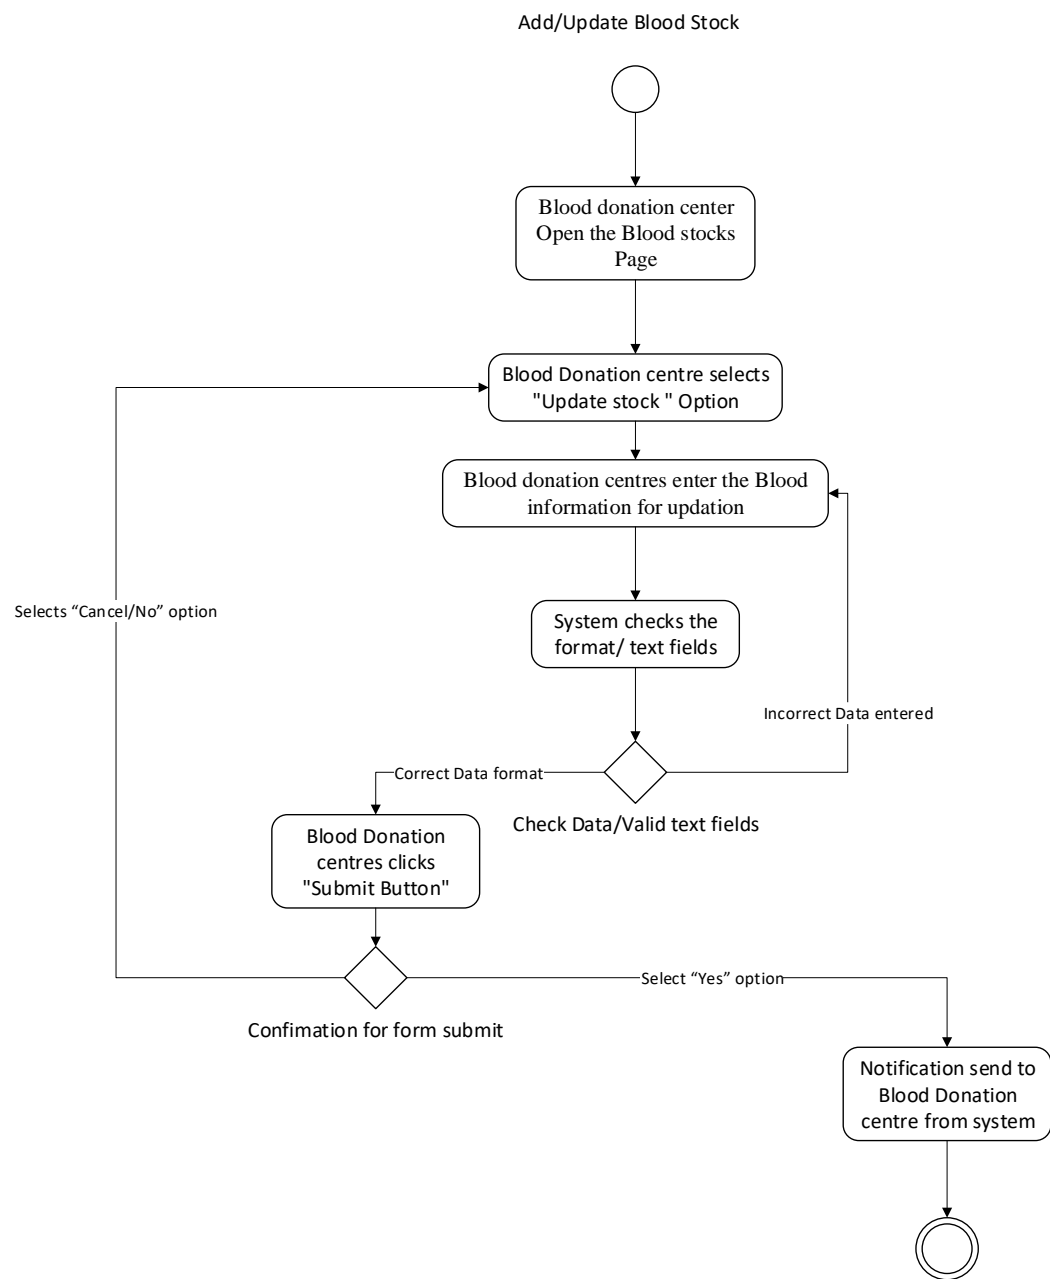 Add/Update Blood Stock
Blood donation center
Open the Blood stocks
Page
Blood Donation centre selects
"Update stock " Option
Blood donation centres enter the Blood
information for updation
Selects “Cancel/No” option
System checks the
format/ text fields
Incorrect Data entered
Correct Data format
Check Data/Valid text fields
Blood Donation
centres clicks
"Submit Button"
Select “Yes” option
Confimation for form submit
Notification send to
Blood Donation
centre from system